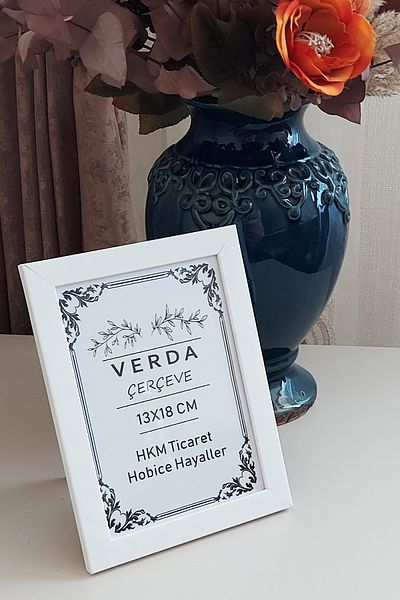 VERDA
ÇERÇEVE
13X18 CM
HKM Ticaret
Hobice Hayaller